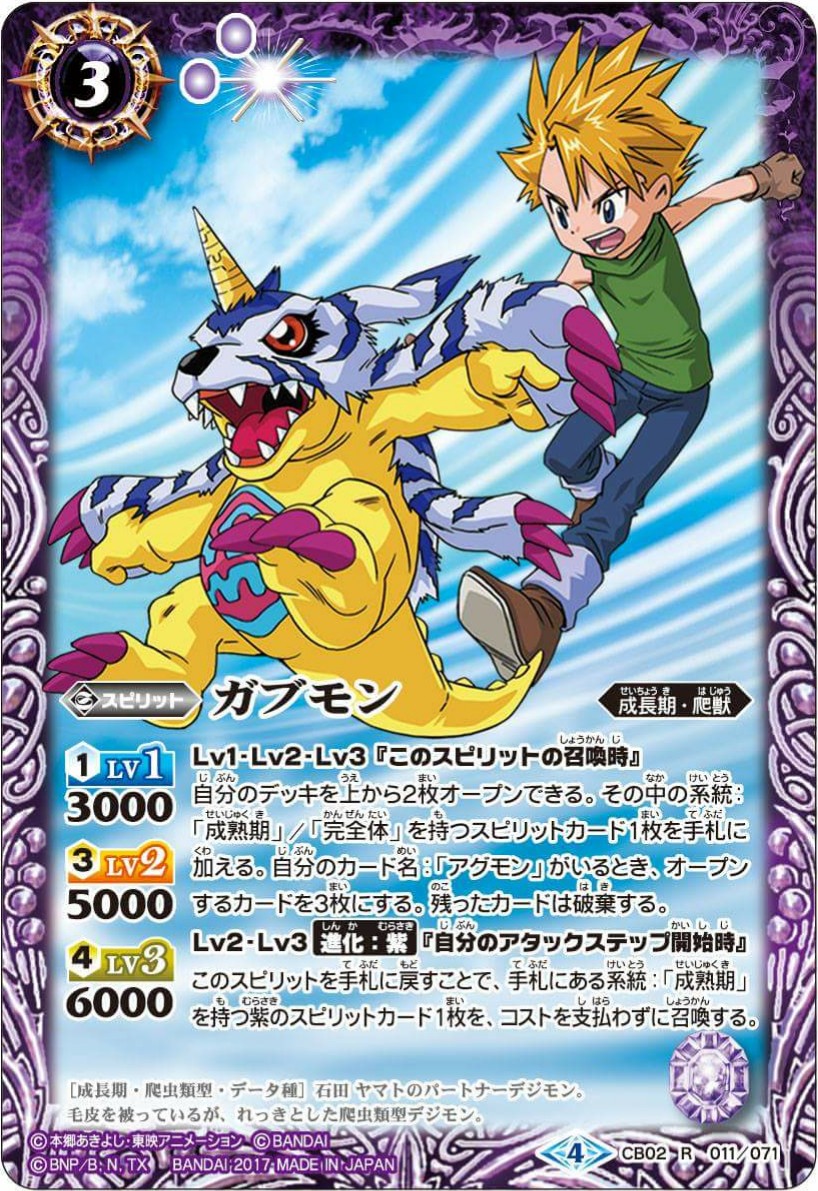 3
スピリット ガブモン 成長期・爬獣
1 LV1 3000
3 LV2 5000
4 LV3 6000
Lv1-Lv2-Lv3『このスピリットの召喚時』
自分のデッキを上から2枚オープンできる。その中の系統：
「成熟期」／「完全体」を持つスピリットカード1枚を手札に
加える。自分のカード名：「アグモン」がいるとき、オープン
するカードを3枚にする。残ったカードは破棄する。
Lv2-Lv3 進化：紫『自分のアタックステップ開始時』
このスピリットを手札に戻すことで、手札にある系統：「成熟期」
を持つ紫のスピリットカード1枚を、コストを支払わずに召喚する。
［成長期・爬虫類型・データ種］石田 ヤマトのパートナーデジモン。
毛皮を被っているが、れっきとした爬虫類型デジモン。
©本郷あきよし・東映アニメーション ©BANDAI
©BNP/B, N, TX BANDAI 2017 MADE IN JAPAN
4 CB02 R 011/071